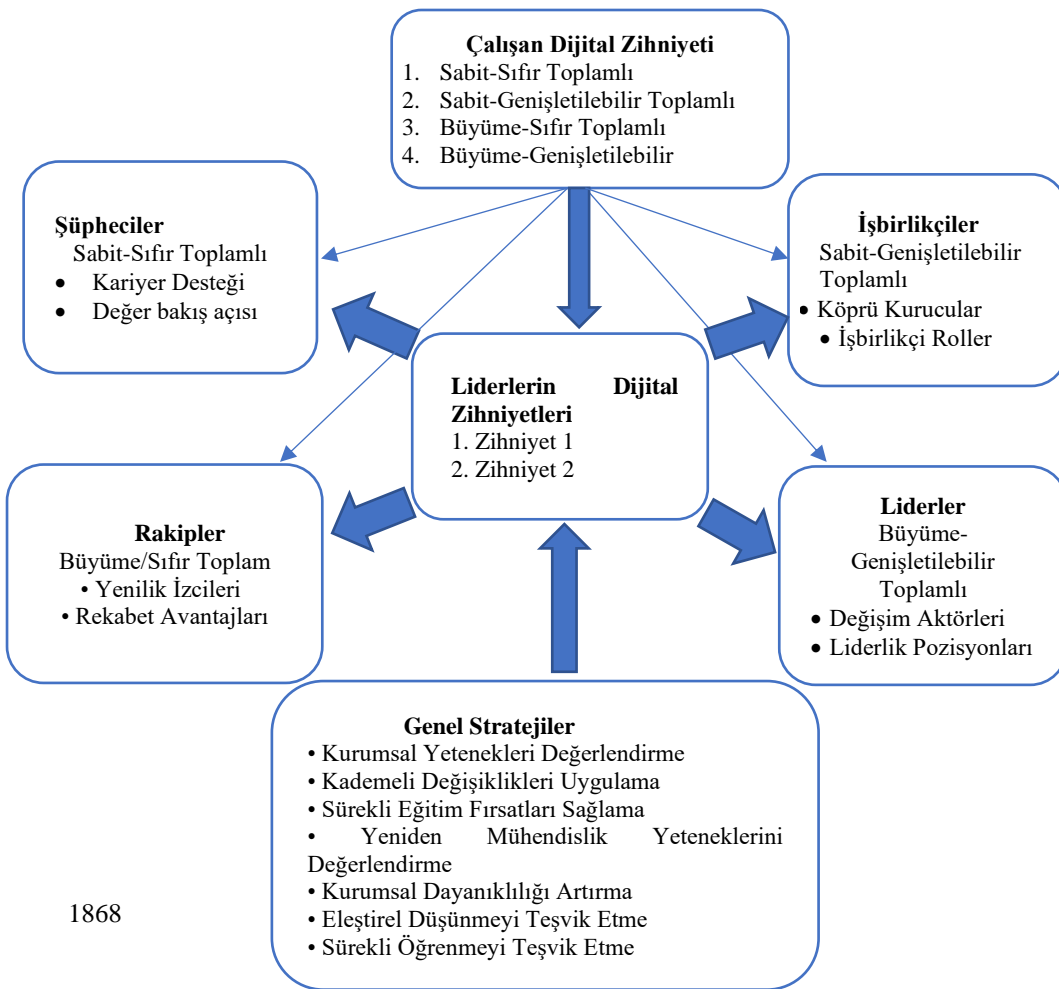 Çalışan Dijital Zihniyeti
1. Sabit-Sıfır Toplamlı
2. Sabit-Genişletilebilir Toplamlı
3. Büyüme-Sıfır Toplamlı
4. Büyüme-Genişletilebilir
Şüpheciler
Sabit-Sıfır Toplamlı
• Kariyer Desteği
• Değer bakış açısı
İşbirlikçiler
Sabit-Genişletilebilir
Toplamlı
• Köprü Kurucular
• İşbirlikçi Roller
Liderlerin Dijital
Zihniyetleri
1. Zihniyet 1
2. Zihniyet 2
Rakipler
Büyüme/Sıfır Toplam
• Yenilik İzcileri
• Rekabet Avantajları
Liderler
Büyüme-
Genişletilebilir
Toplamlı
• Değişim Aktörleri
• Liderlik Pozisyonları
Genel Stratejiler
• Kurumsal Yetenekleri Değerlendirme
• Kademeli Değişiklikleri Uygulama
• Sürekli Eğitim Fırsatları Sağlama
• Yeniden Mühendislik Yeteneklerini
Değerlendirme
• Kurumsal Dayanıklılığı Artırma
• Eleştirel Düşünmeyi Teşvik Etme
• Sürekli Öğrenmeyi Teşvik Etme
1868